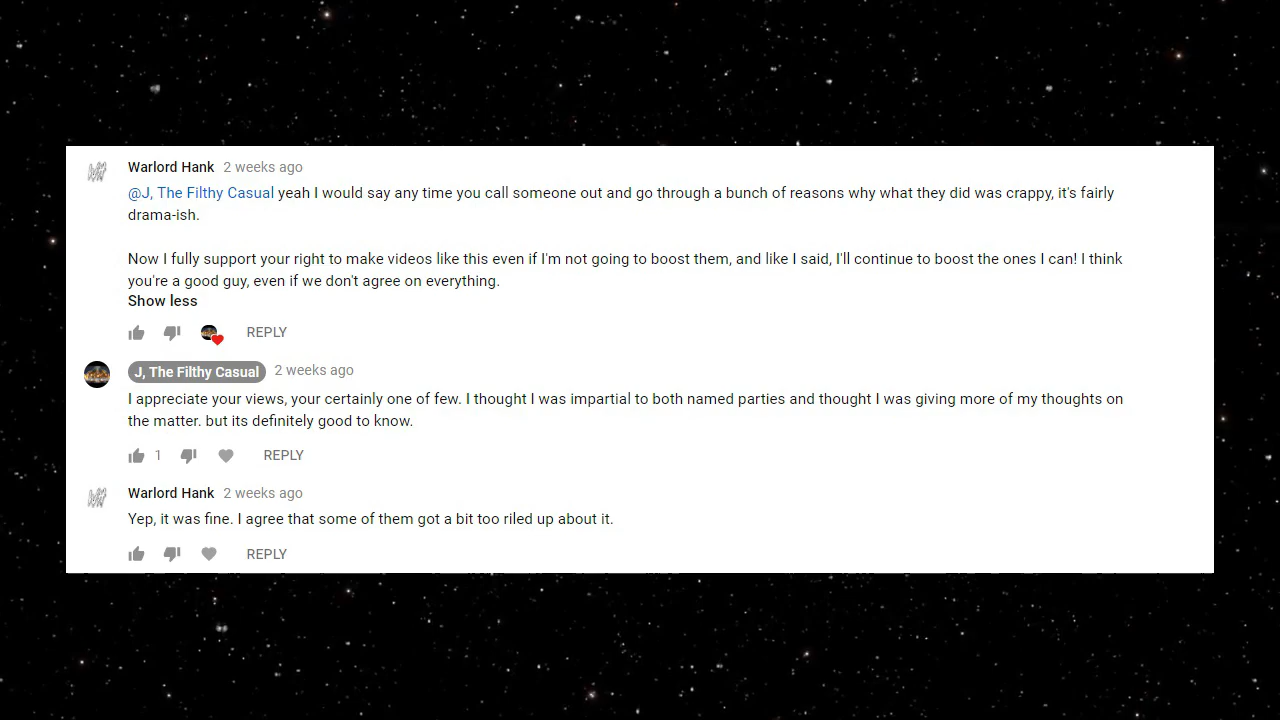 Warlord Hank 2 weeks ago
@J, The Filthy Casual yeah I would say any time you call someone out and go through a bunch of reasons why what they did was crappy, it's fairly
drama-ish.
Now I fully support your right to make videos like this even if I'm not going to boost them, and like I said, I'll continue to boost the ones I can! I think
you're a good guy, even if we don't agree on everything.
Show less
REPLY
J, The Filthy Casual 2 weeks ago
I appreciate your views, your certainly one of few. I thought I was impartial to both named parties and thought I was giving more of my thoughts on
the matter. but its definitely good to know.
1 REPLY
Warlord Hank 2 weeks ago
Yep, it was fine. I agree that some of them got a bit too riled up about it.
REPLY